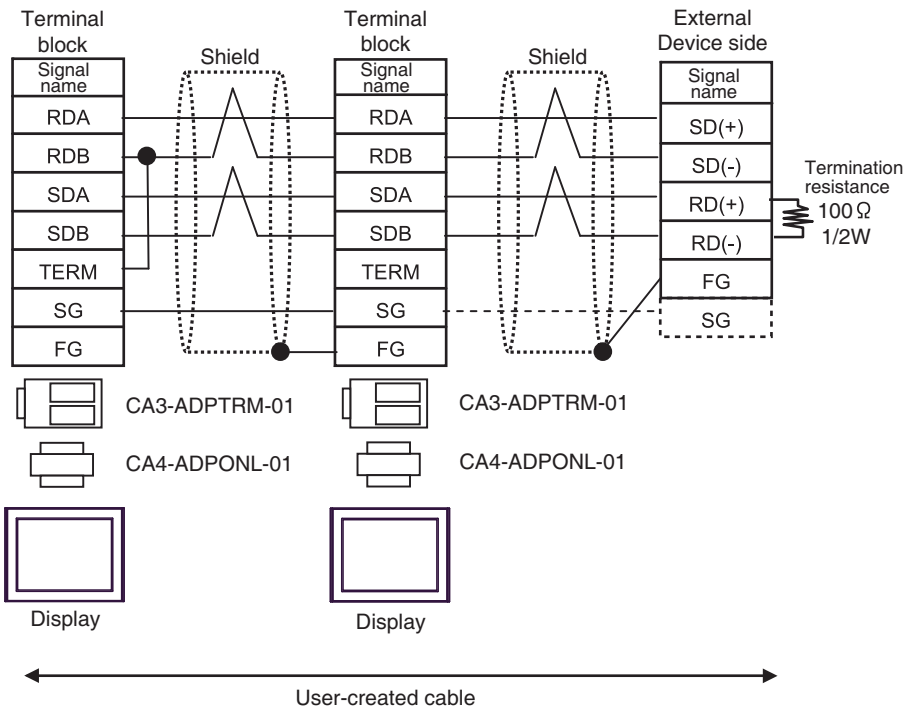 Terminal
block
Signal
name
RDA
RDB
SDA
SDB
TERM
SG
FG
Shield
Terminal
block
Signal
name
RDA
RDB
SDA
SDB
TERM
SG
FG
Shield
External
Device side
Signal
name
SD(+)
SD(-)
RD(+)
RD(-)
FG
SG
Termination
resistance
100Ω
1/2W
CA3-ADPTRM-01
CA3-ADPTRM-01
CA4-ADPONL-01
CA4-ADPONL-01
Display
Display
User-created cable